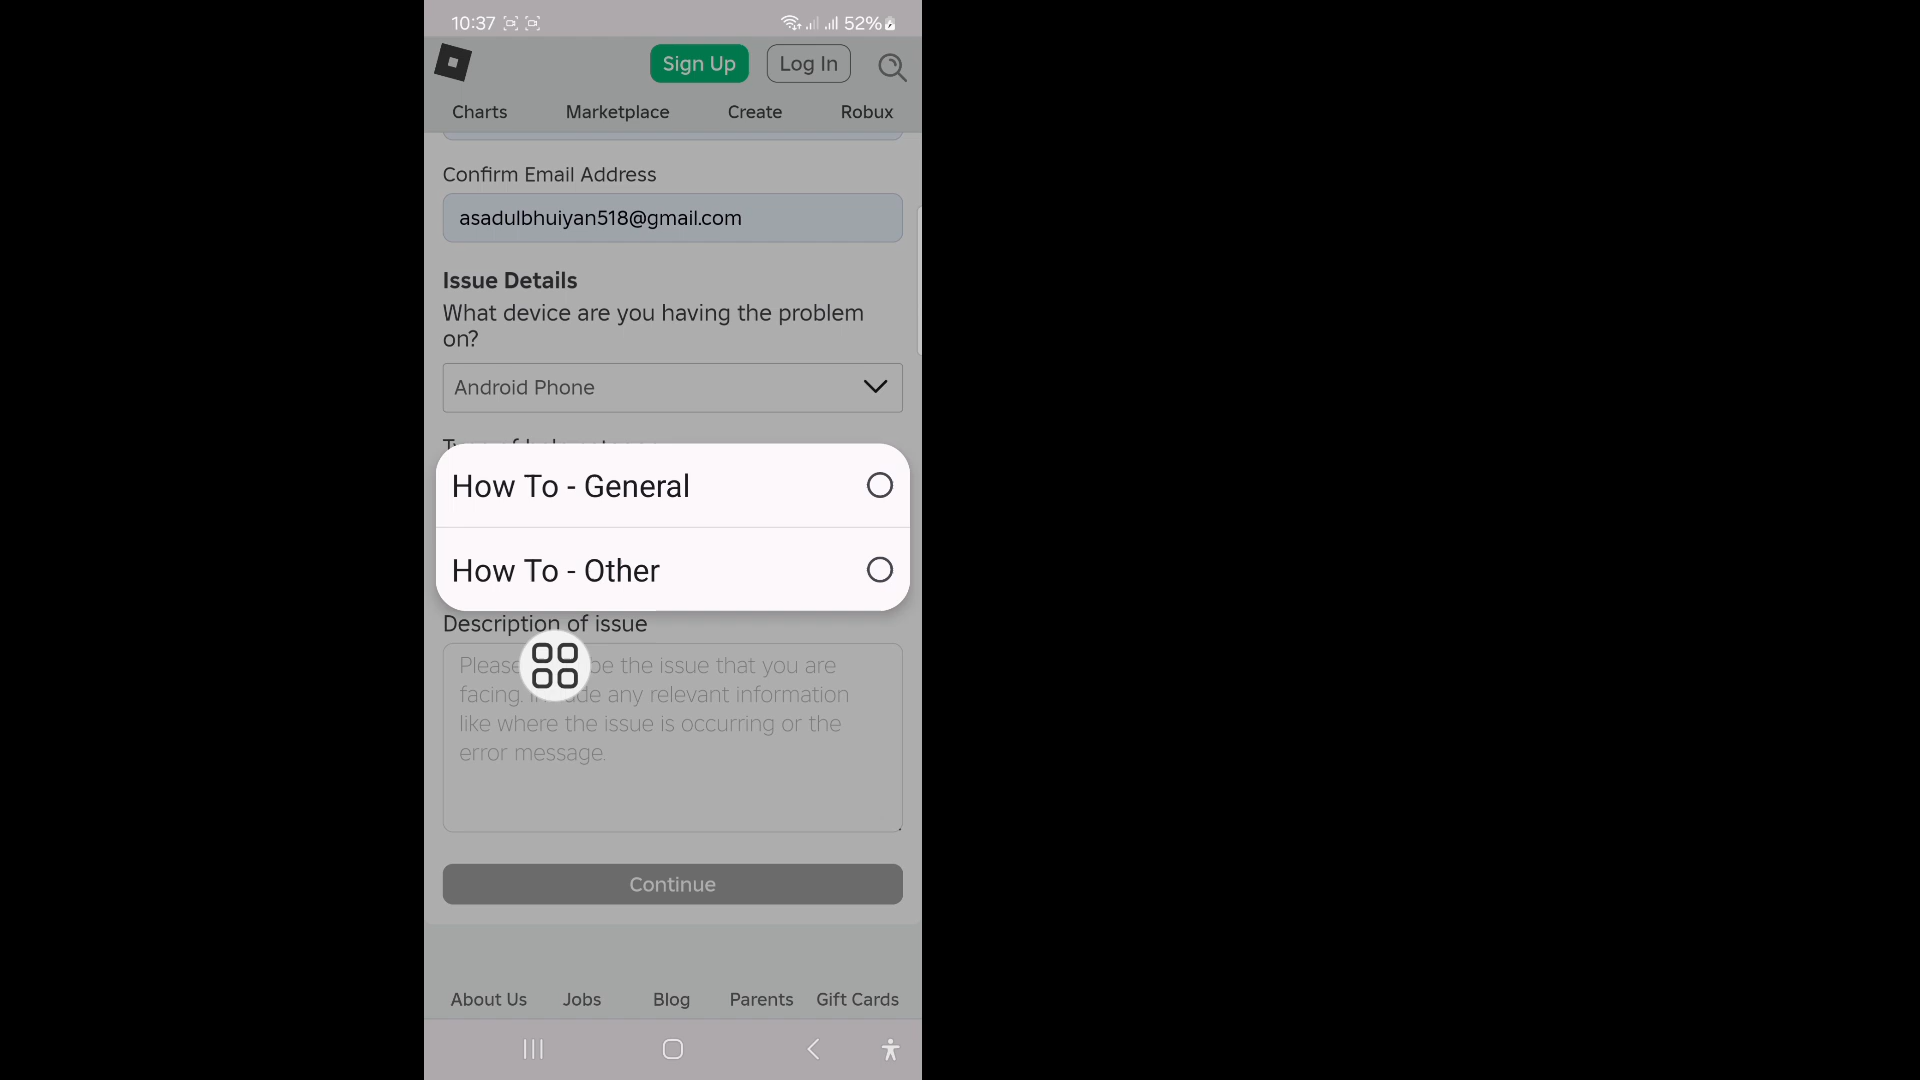 10:37
52%
Sign Up
Log In
Charts
Marketplace
Create
Robux
Confirm Email Address
asadulbhuiyan518@gmail.com
Issue Details
What device are you having the problem
on?
Android Phone
How To - General
How To - Other
Description of issue
Please be the issue that you are
facing. any relevant information
like where the issue is occurring or the
error message.
Continue
About Us
Jobs
Blog
Parents
Gift Cards